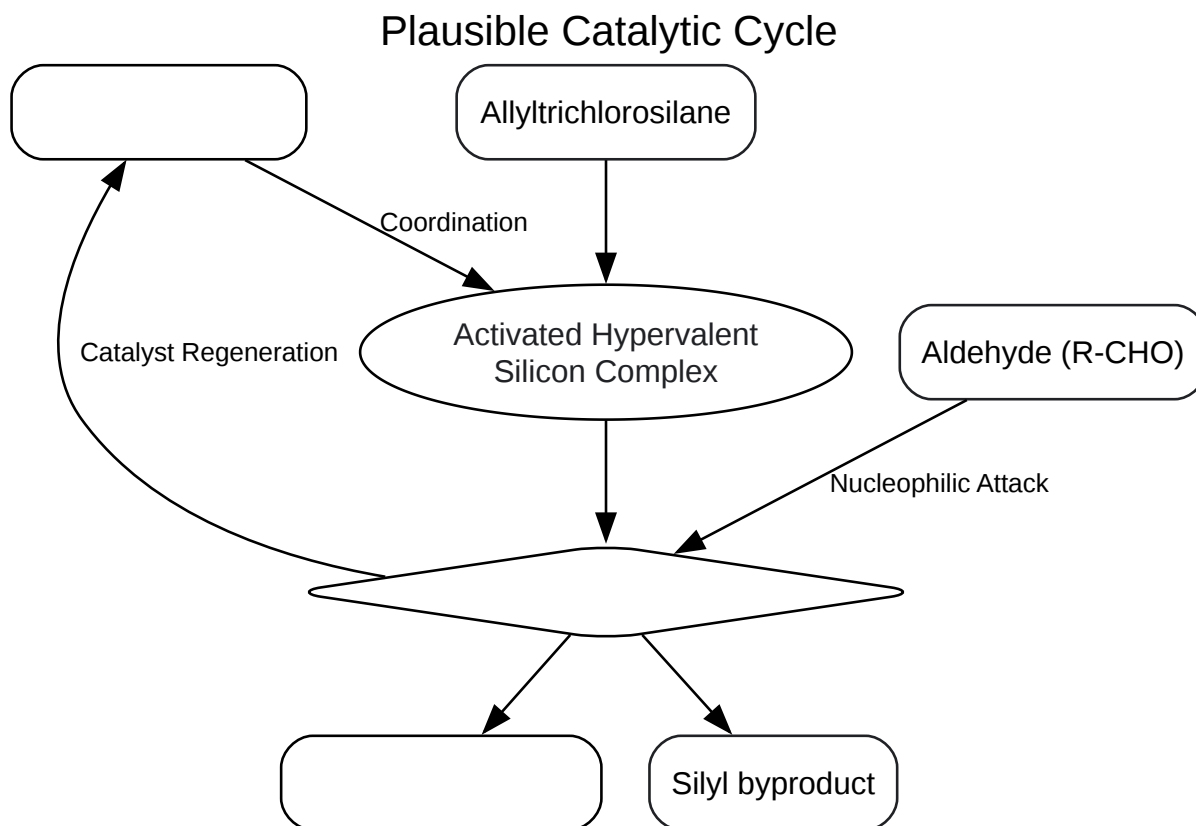 Plausible Catalytic Cycle
Allyltrichlorosilane
Coordination
Catalyst Regeneration
Activated Hypervalent
Silicon Complex
Aldehyde (R-CHO)
Nucleophilic Attack
Silyl byproduct